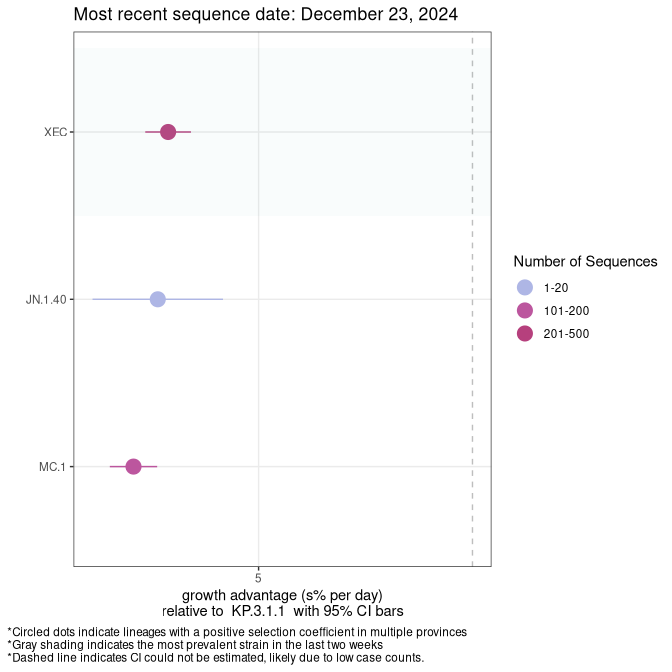 Most recent sequence date: December 23, 2024
XEC
JN.1.40
MC.1
5
growth advantage (s% per day)
relative to  KP.3.1.1  with 95% CI bars
Number of Sequences
1-20
101-200
201-500
*Circled dots indicate lineages with a positive selection coefficient in multiple provinces
*Gray shading indicates the most prevalent strain in the last two weeks
*Dashed line indicates CI could not be estimated, likely due to low case counts.